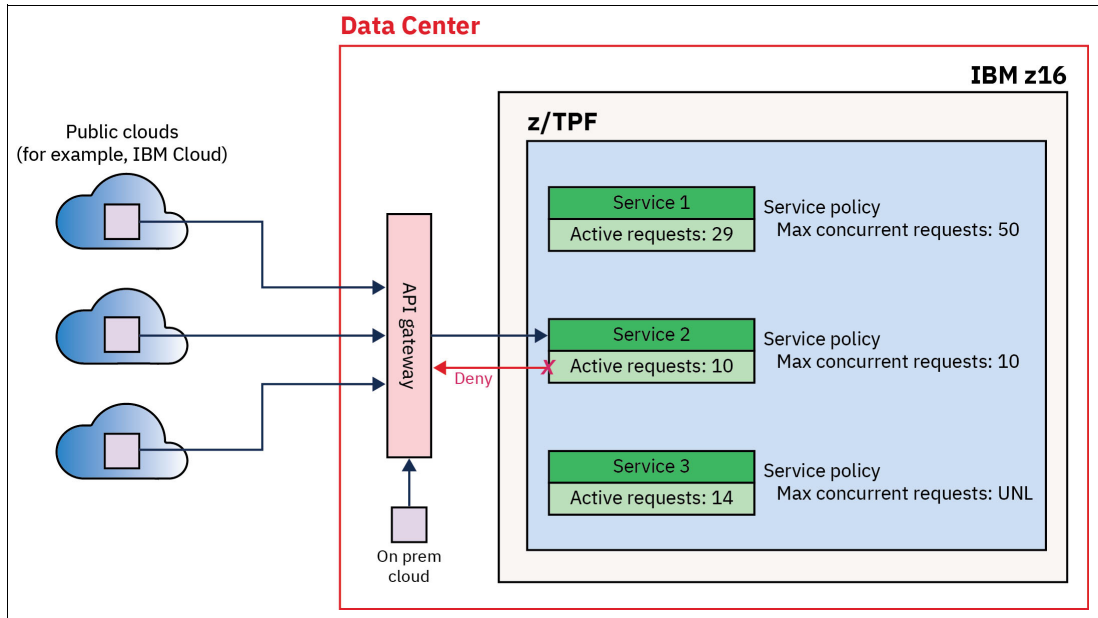 Data Center
IBM z16
z/TPF
Public clouds
(for example, IBM Cloud)
Service 1
Active requests: 29
Service policy
Max concurrent requests: 50
API gateway
Service 2
Active requests: 10
Service policy
Max concurrent requests: 10
X
Deny
Service 3
Active requests: 14
Service policy
Max concurrent requests: UNL
On prem
cloud